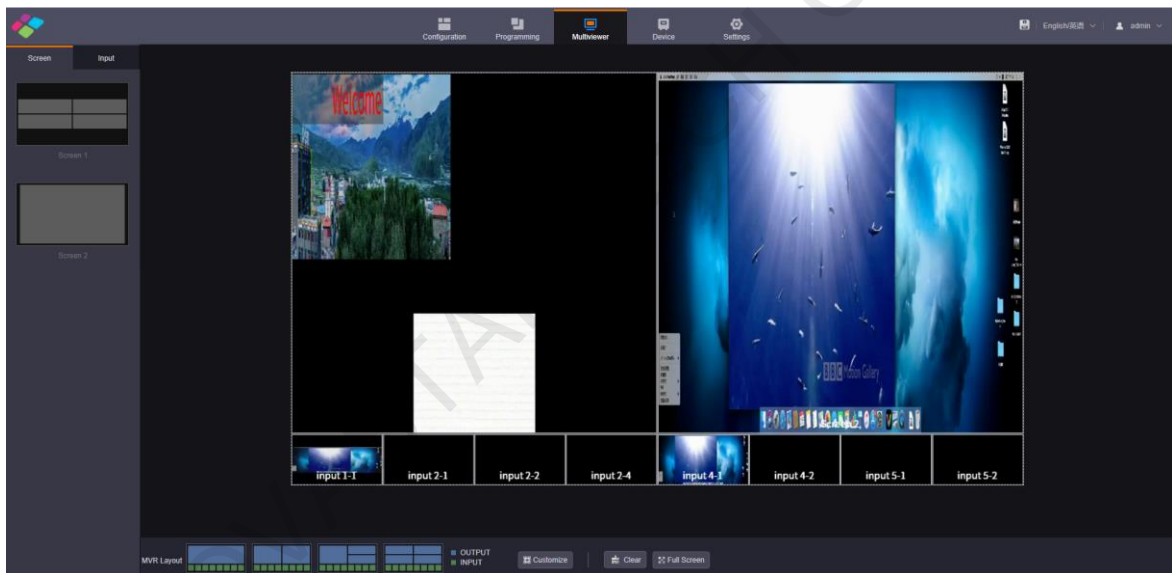 Configuration
Programming
Multiviewer
Device
Settings
English/英语
admin
Screen
Input
Screen 1
Screen 2
Welcome
Motion Gallery
input 1-1
input 2-1
input 2-2
input 2-4
input 4-1
input 4-2
input 5-1
input 5-2
MVR Layout
OUTPUT
INPUT
Customize
Clear
Full Screen